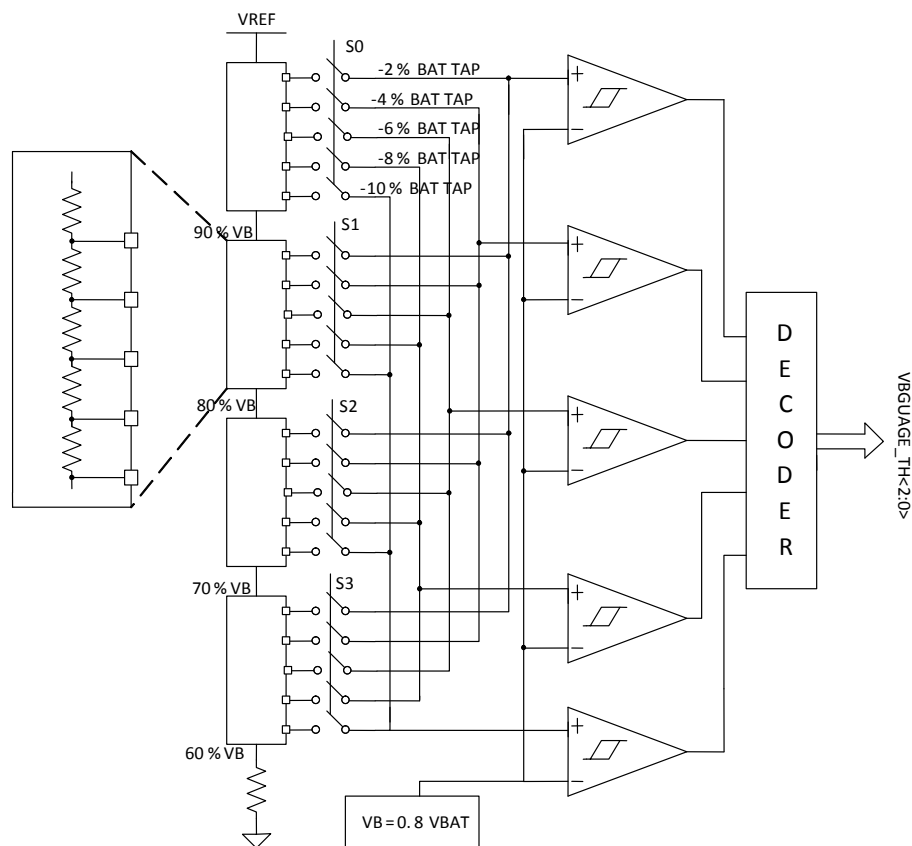 VREF
S0
-2 % BAT TAP
-4 % BAT TAP
-6 % BAT TAP
-8 % BAT TAP
-10 % BAT TAP
90 % VB
S1
80 % VB
S2
70 % VB
S3
60 % VB
VB = 0. 8 VBAT
+
−
+
−
+
−
+
−
+
−
D
E
C
O
D
E
R
VBGUAGE_TH<2:0>